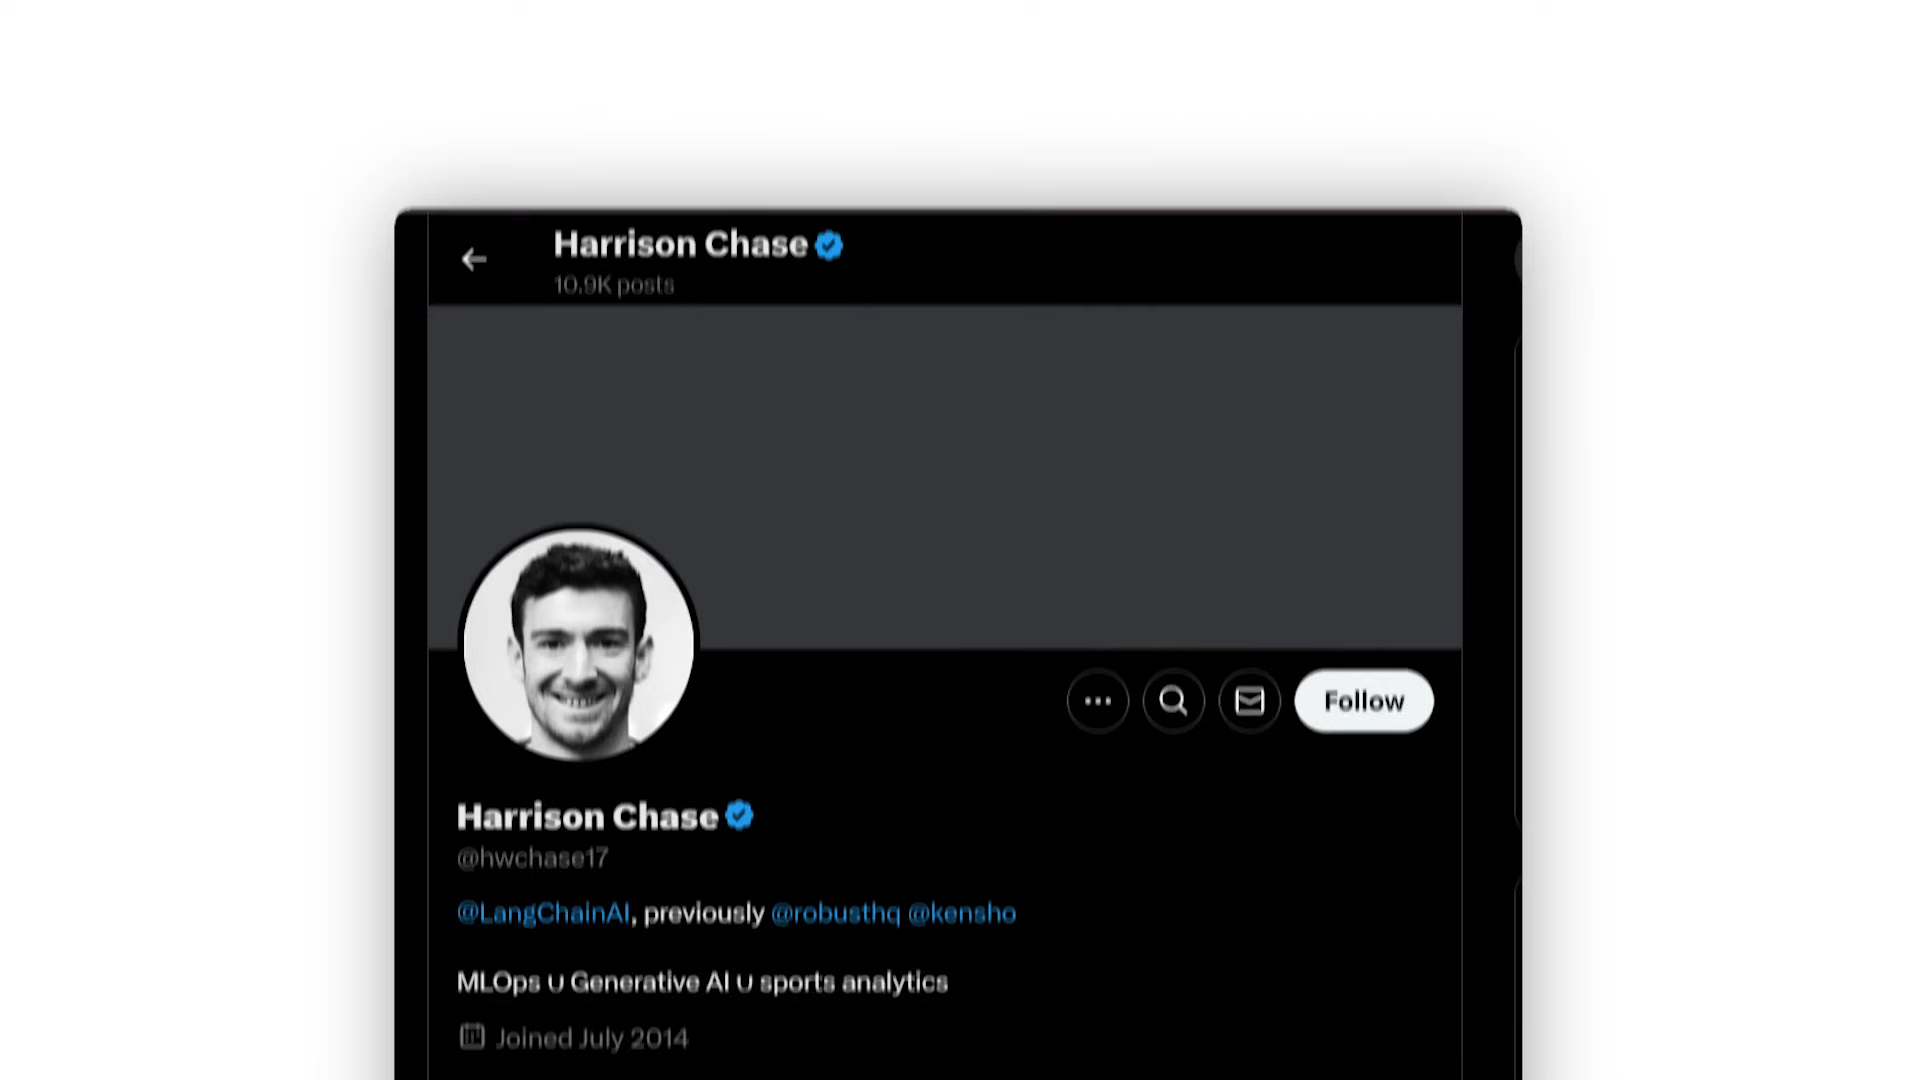 Harrison Chase
10.9K posts
Follow
Harrison Chase
@hwchase17
@LangChainAI, previously @robusthq @kensho
MLOps ∪ Generative AI ∪ sports analytics
Joined July 2014